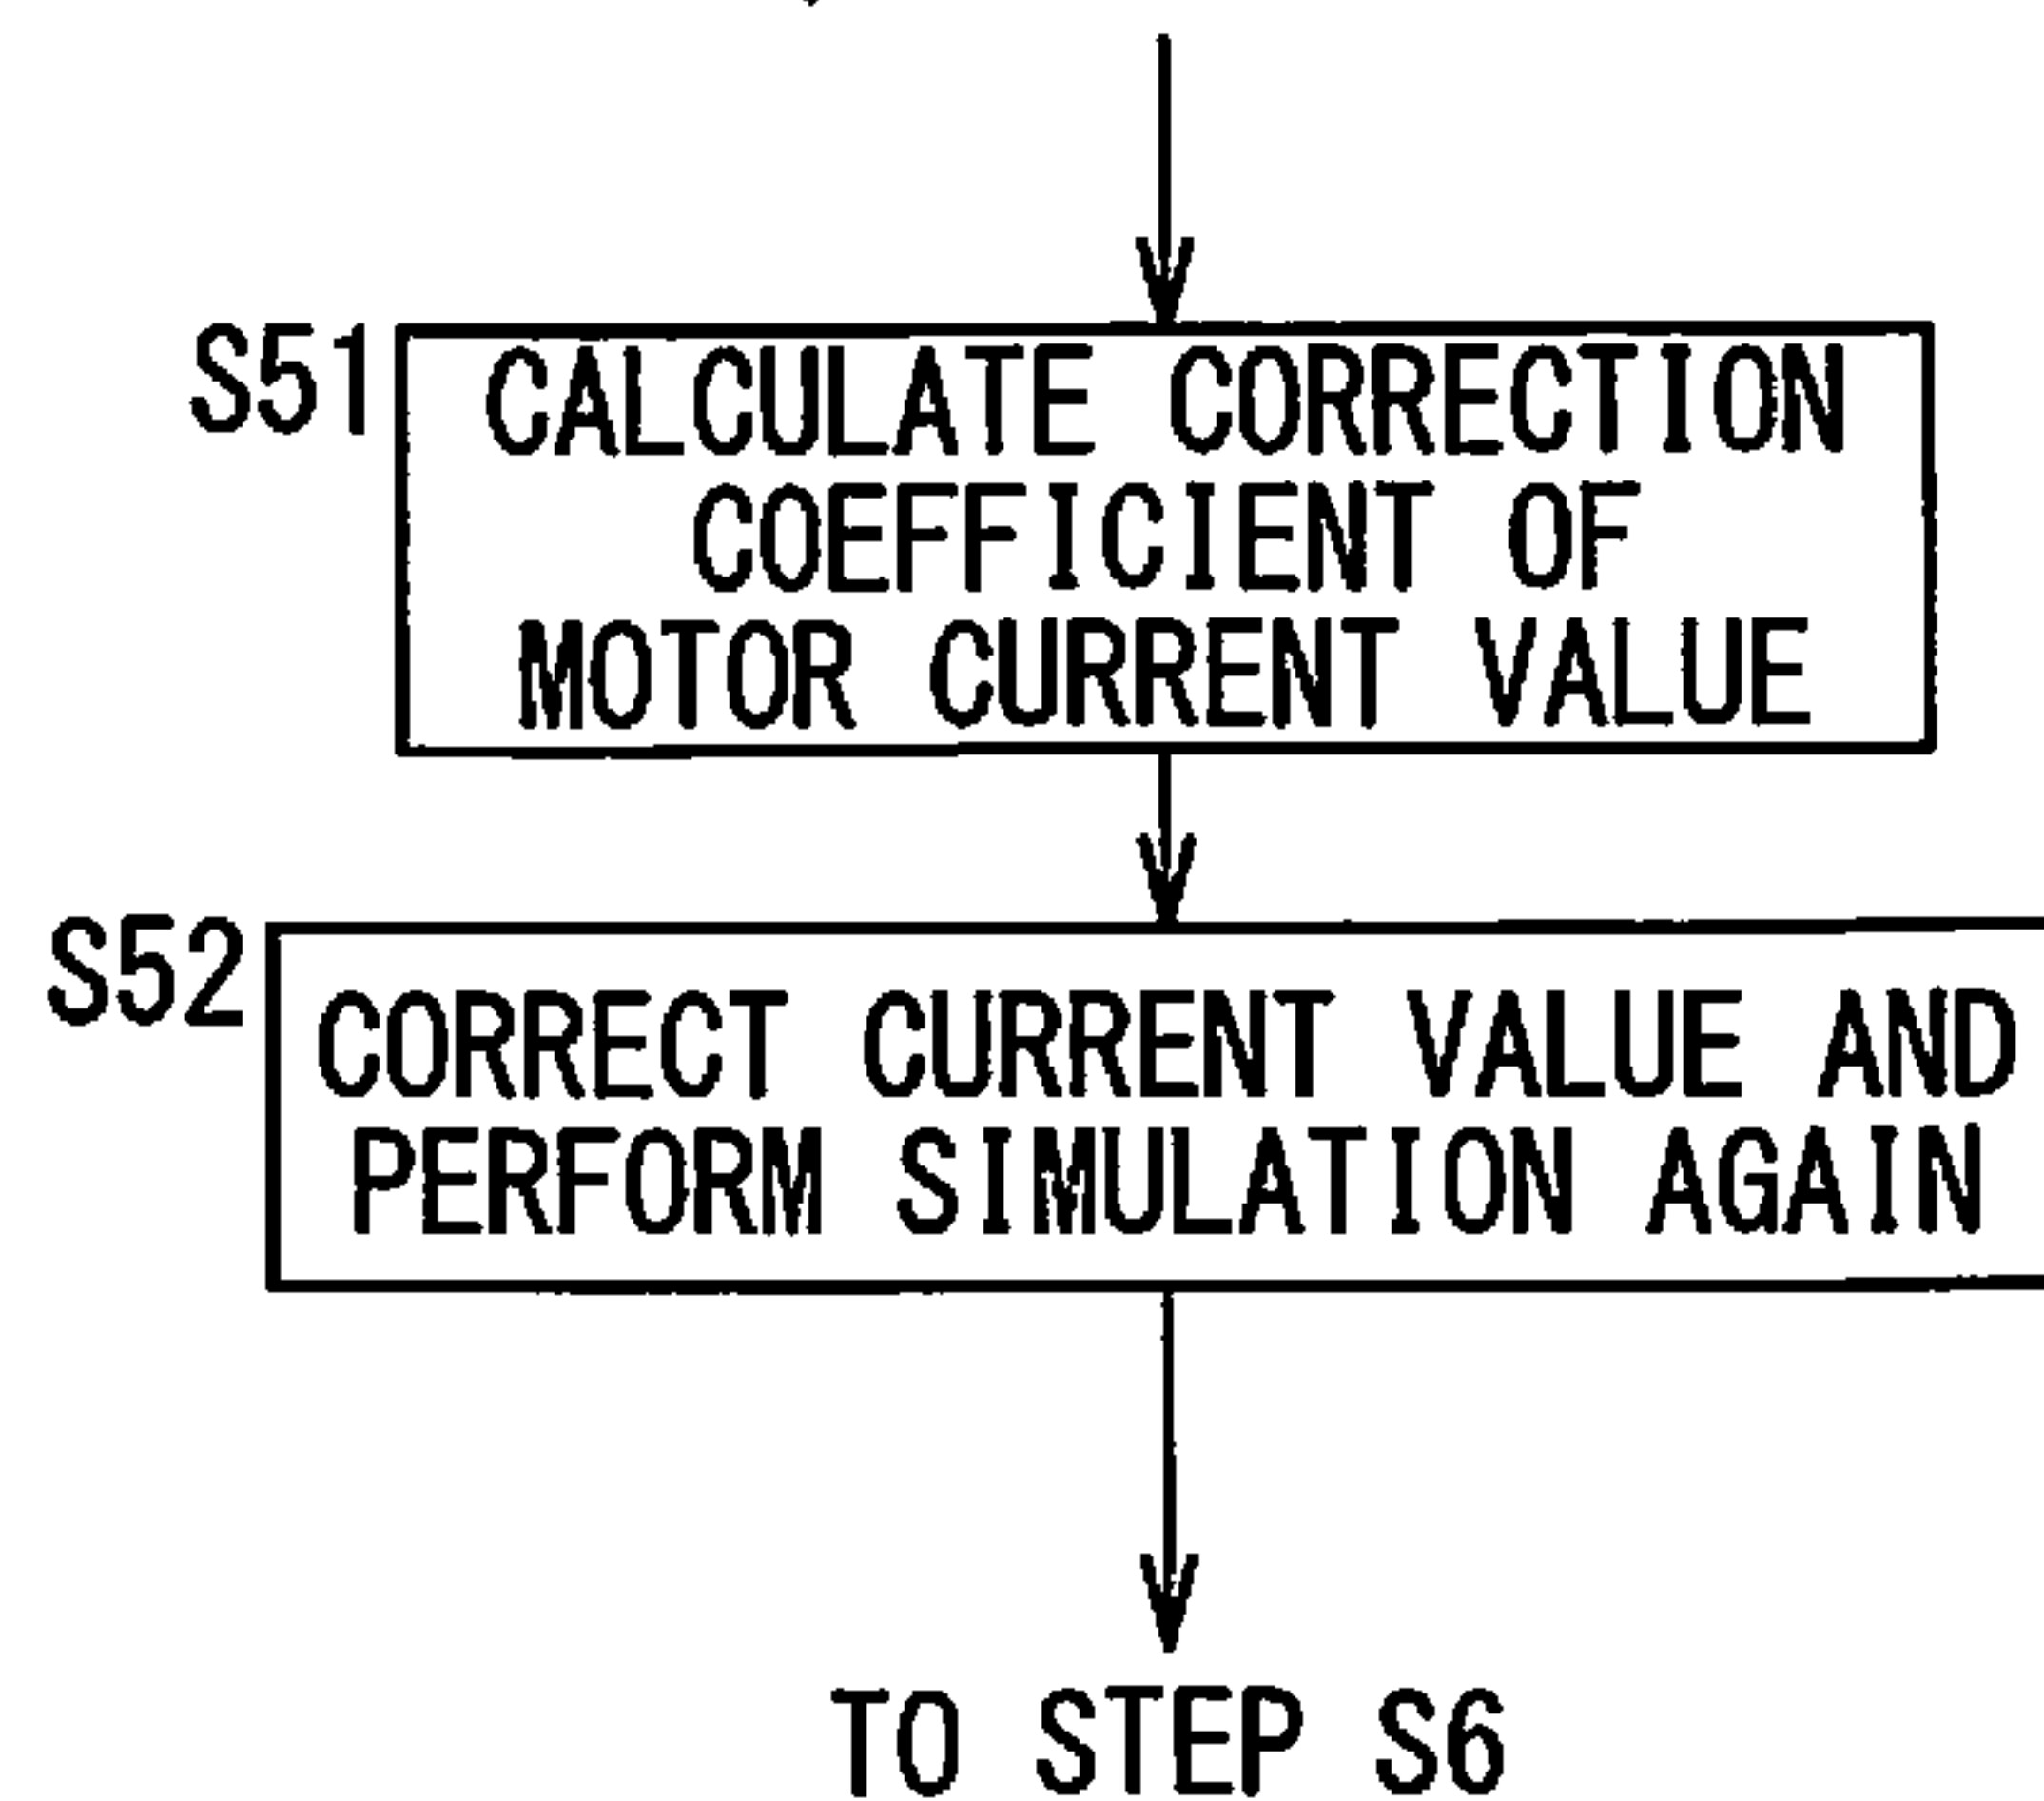 S51
CALCULATE CORRECTION
COEFFICIENT OF
MOTOR CURRENT VALUE
S52
CORRECT CURRENT VALUE AND
PERFORM SIMULATION AGAIN
TO STEP S6